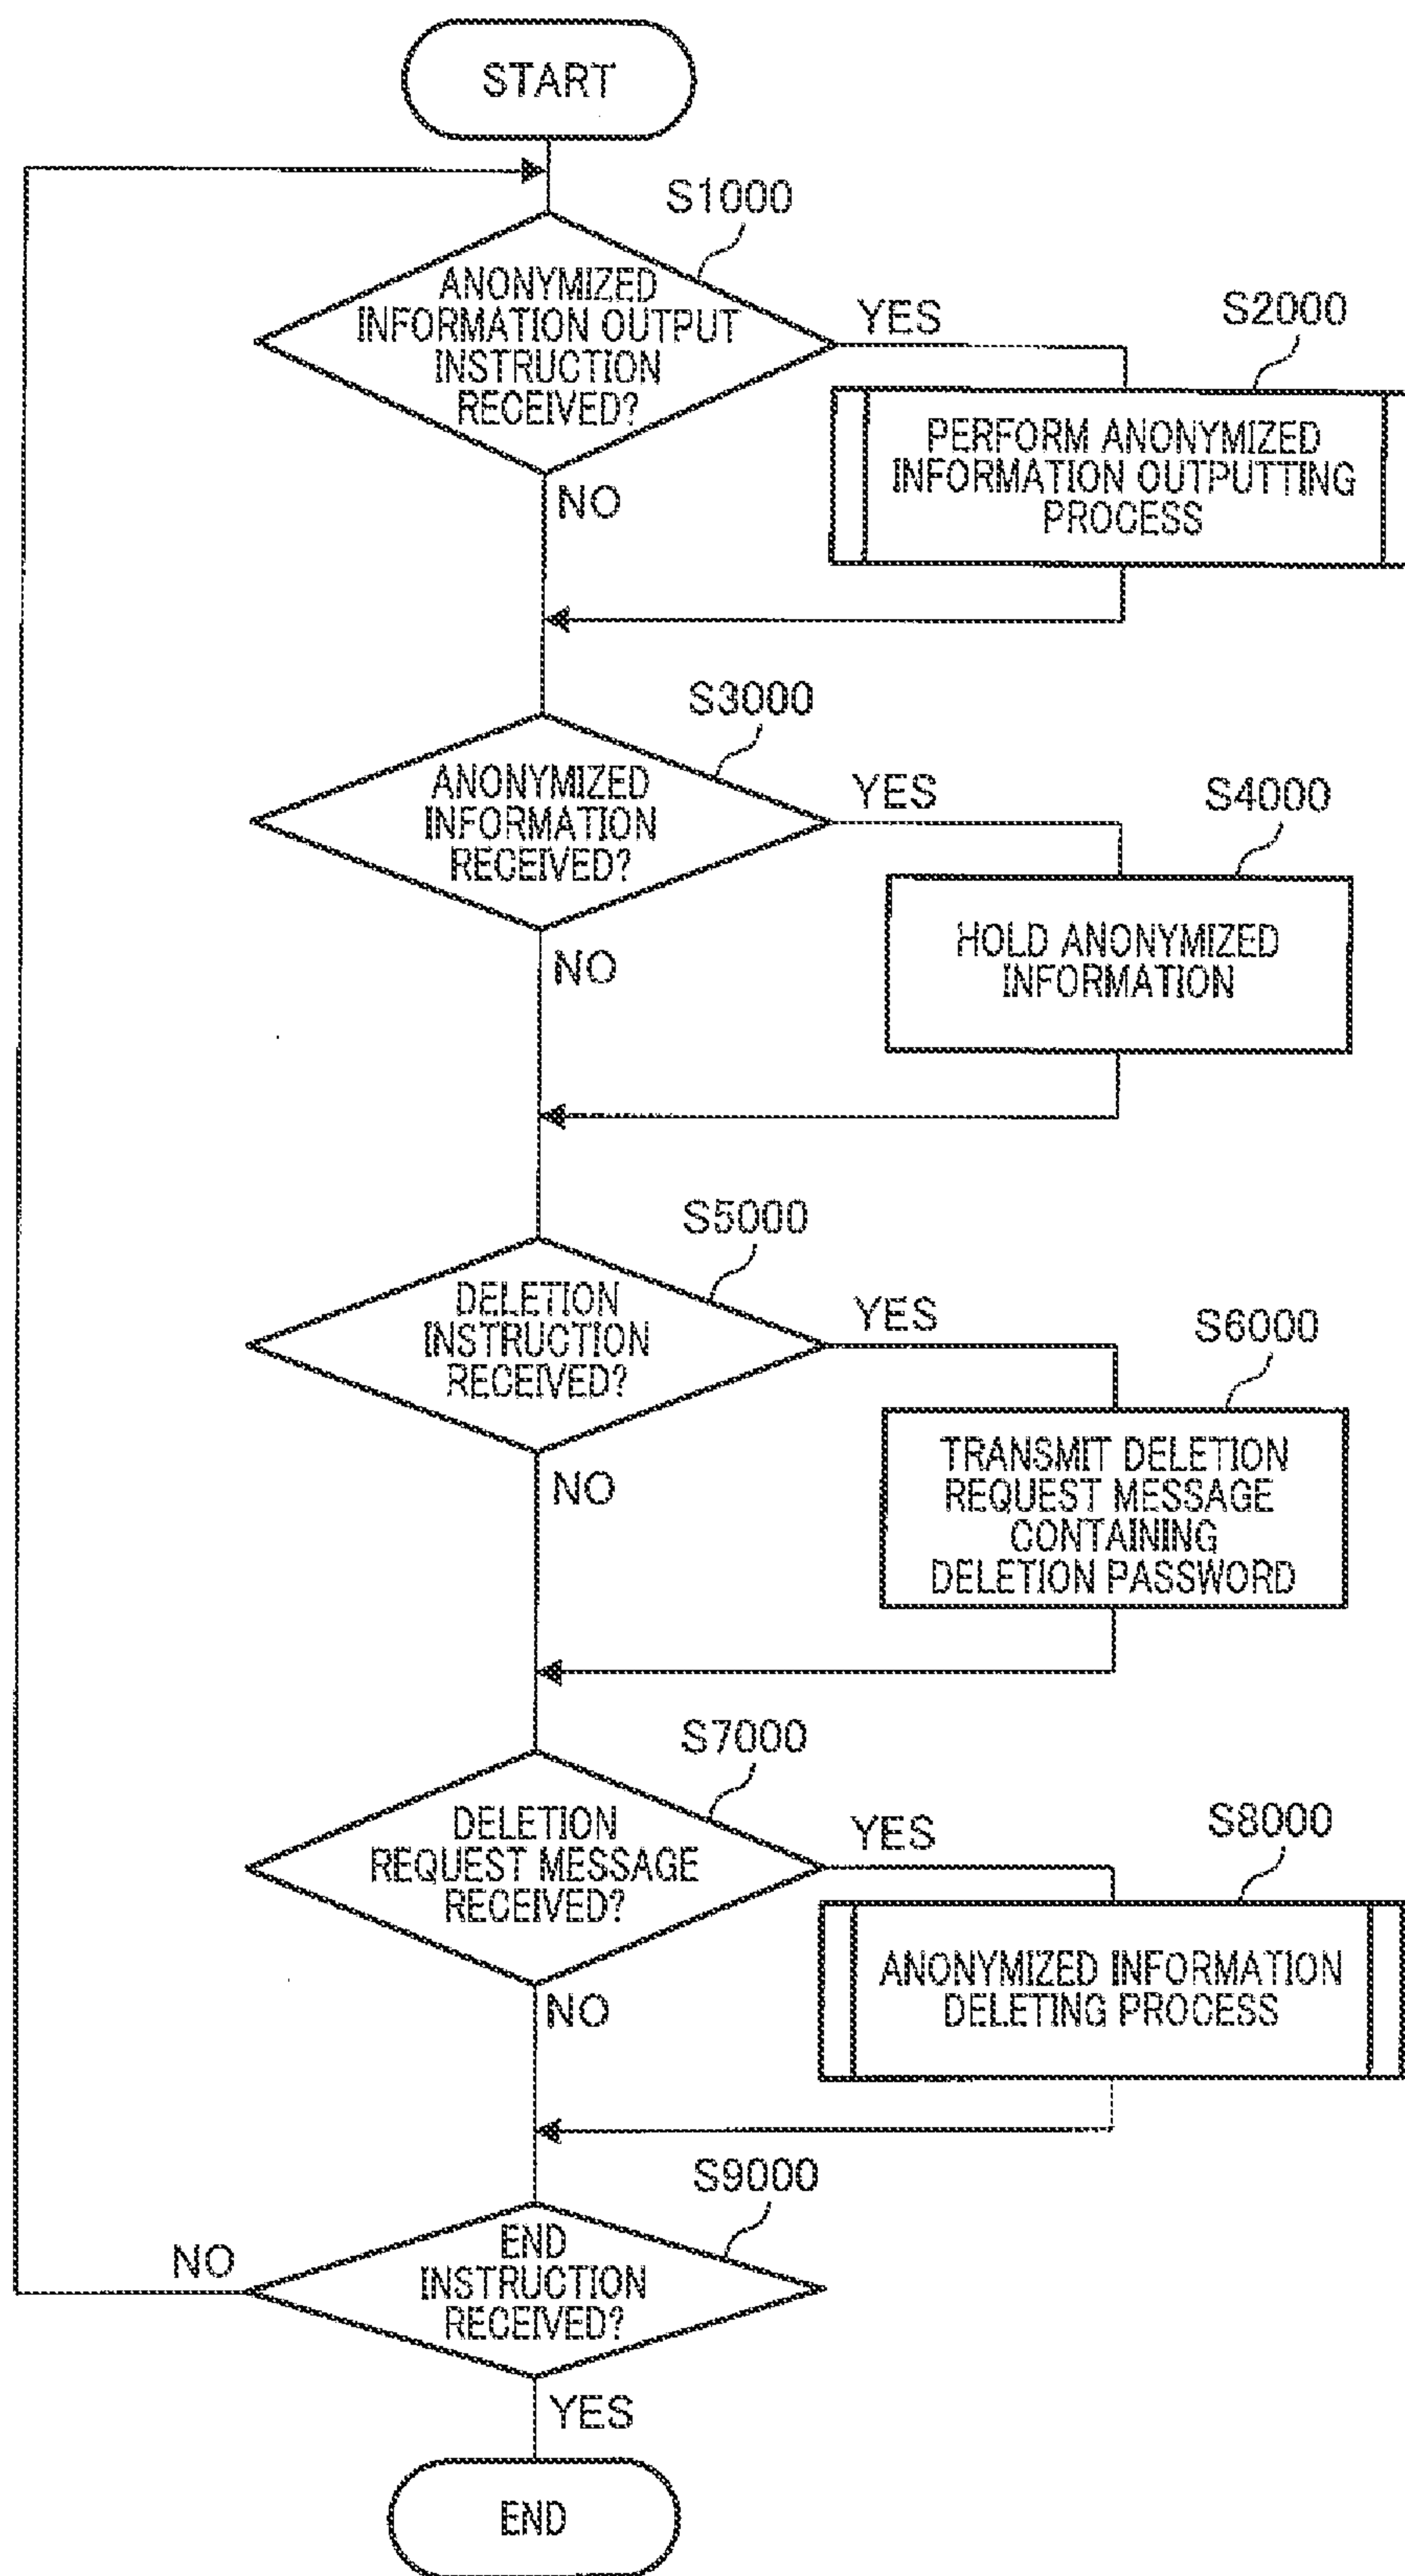 START
S1000
ANONYMIZED
INFORMATION OUTPUT
INSTRUCTION
RECEIVED?
YES
S2000
PERFORM ANONYMIZED
INFORMATION OUTPUTTING
PROCESS
NO
S3000
ANONYMIZED
INFORMATION
RECEIVED?
YES
S4000
HOLD ANONYMIZED
INFORMATION
NO
S5000
DELETION
INSTRUCTION
RECEIVED?
YES
S6000
TRANSMIT DELETION
REQUEST MESSAGE
CONTAINING
DELETION PASSWORD
NO
S7000
DELETION
REQUEST MESSAGE
RECEIVED?
YES
S8000
ANONYMIZED INFORMATION
DELETING PROCESS
NO
S9000
END
INSTRUCTION
RECEIVED?
NO
YES
END